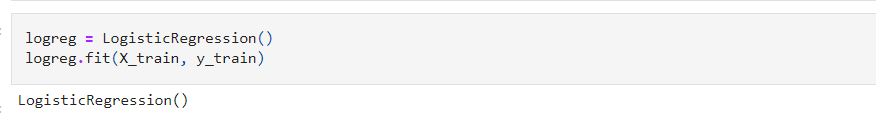 logreg = LogisticRegression()
logreg.fit(X_train, y_train)
LogisticRegression()